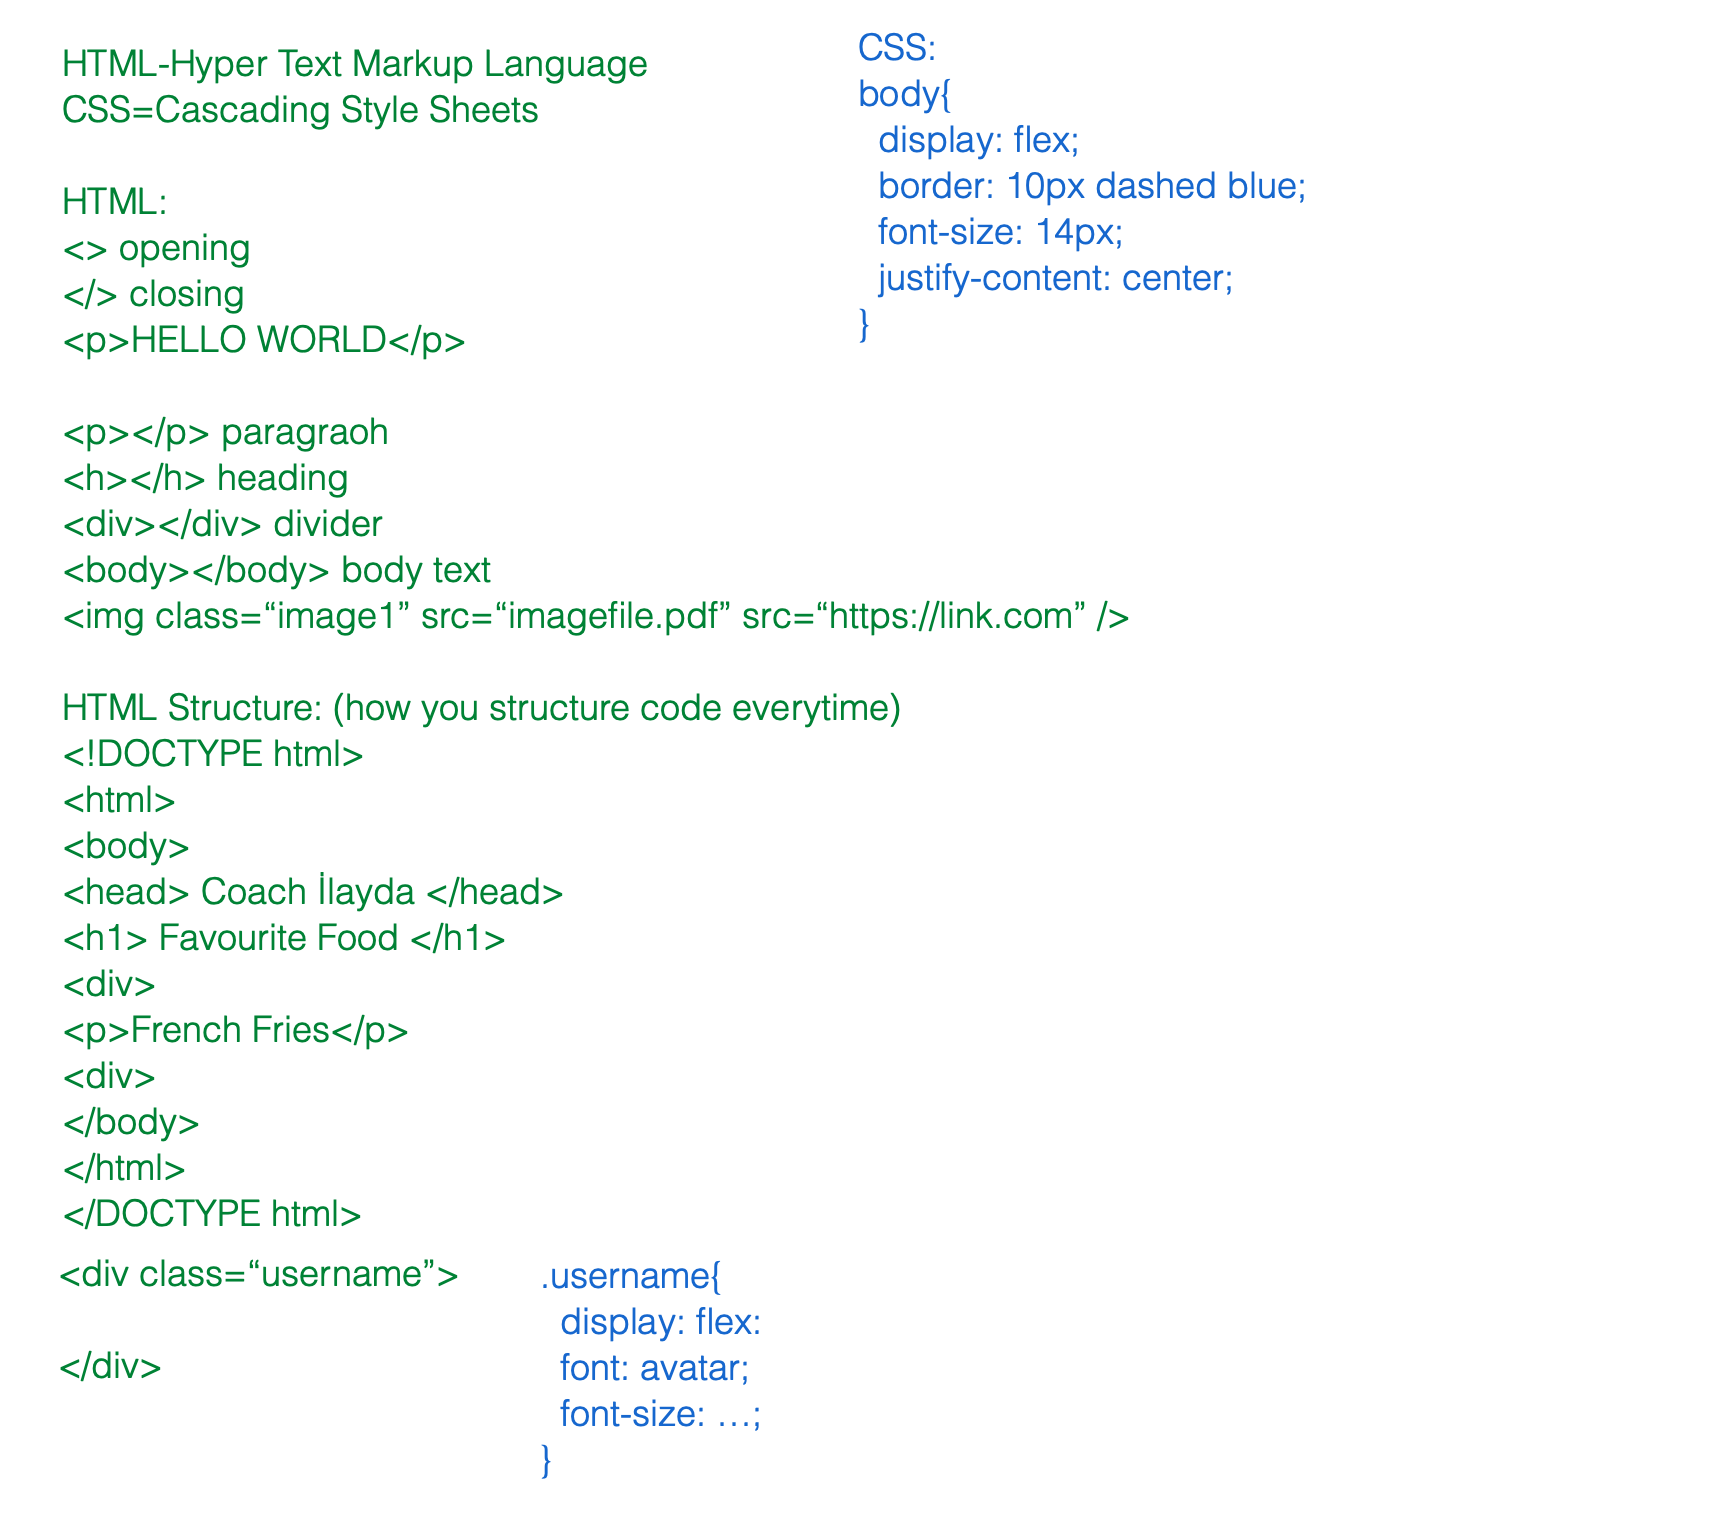 HTML-Hyper Text Markup Language
CSS=Cascading Style Sheets
HTML:
<> opening
</> closing
<p>HELLO WORLD</p>
<p></p> paragraoh
<h></h> heading
<div></div> divider
<body></body> body text
<img class=“image1” src=“imagefile.pdf” src=“https://link.com” />
HTML Structure: (how you structure code everytime)
<!DOCTYPE html>
<html>
<body>
<head> Coach İlayda </head>
<h1> Favourite Food </h1>
<div>
<p>French Fries</p>
<div>
</body>
</html>
</DOCTYPE html>
<div class=“username”>
</div>
CSS:
body{
display: flex;
border: 10px dashed blue;
font-size: 14px;
justify-content: center;
}
.username{
display: flex:
font: avatar;
font-size: …;
}